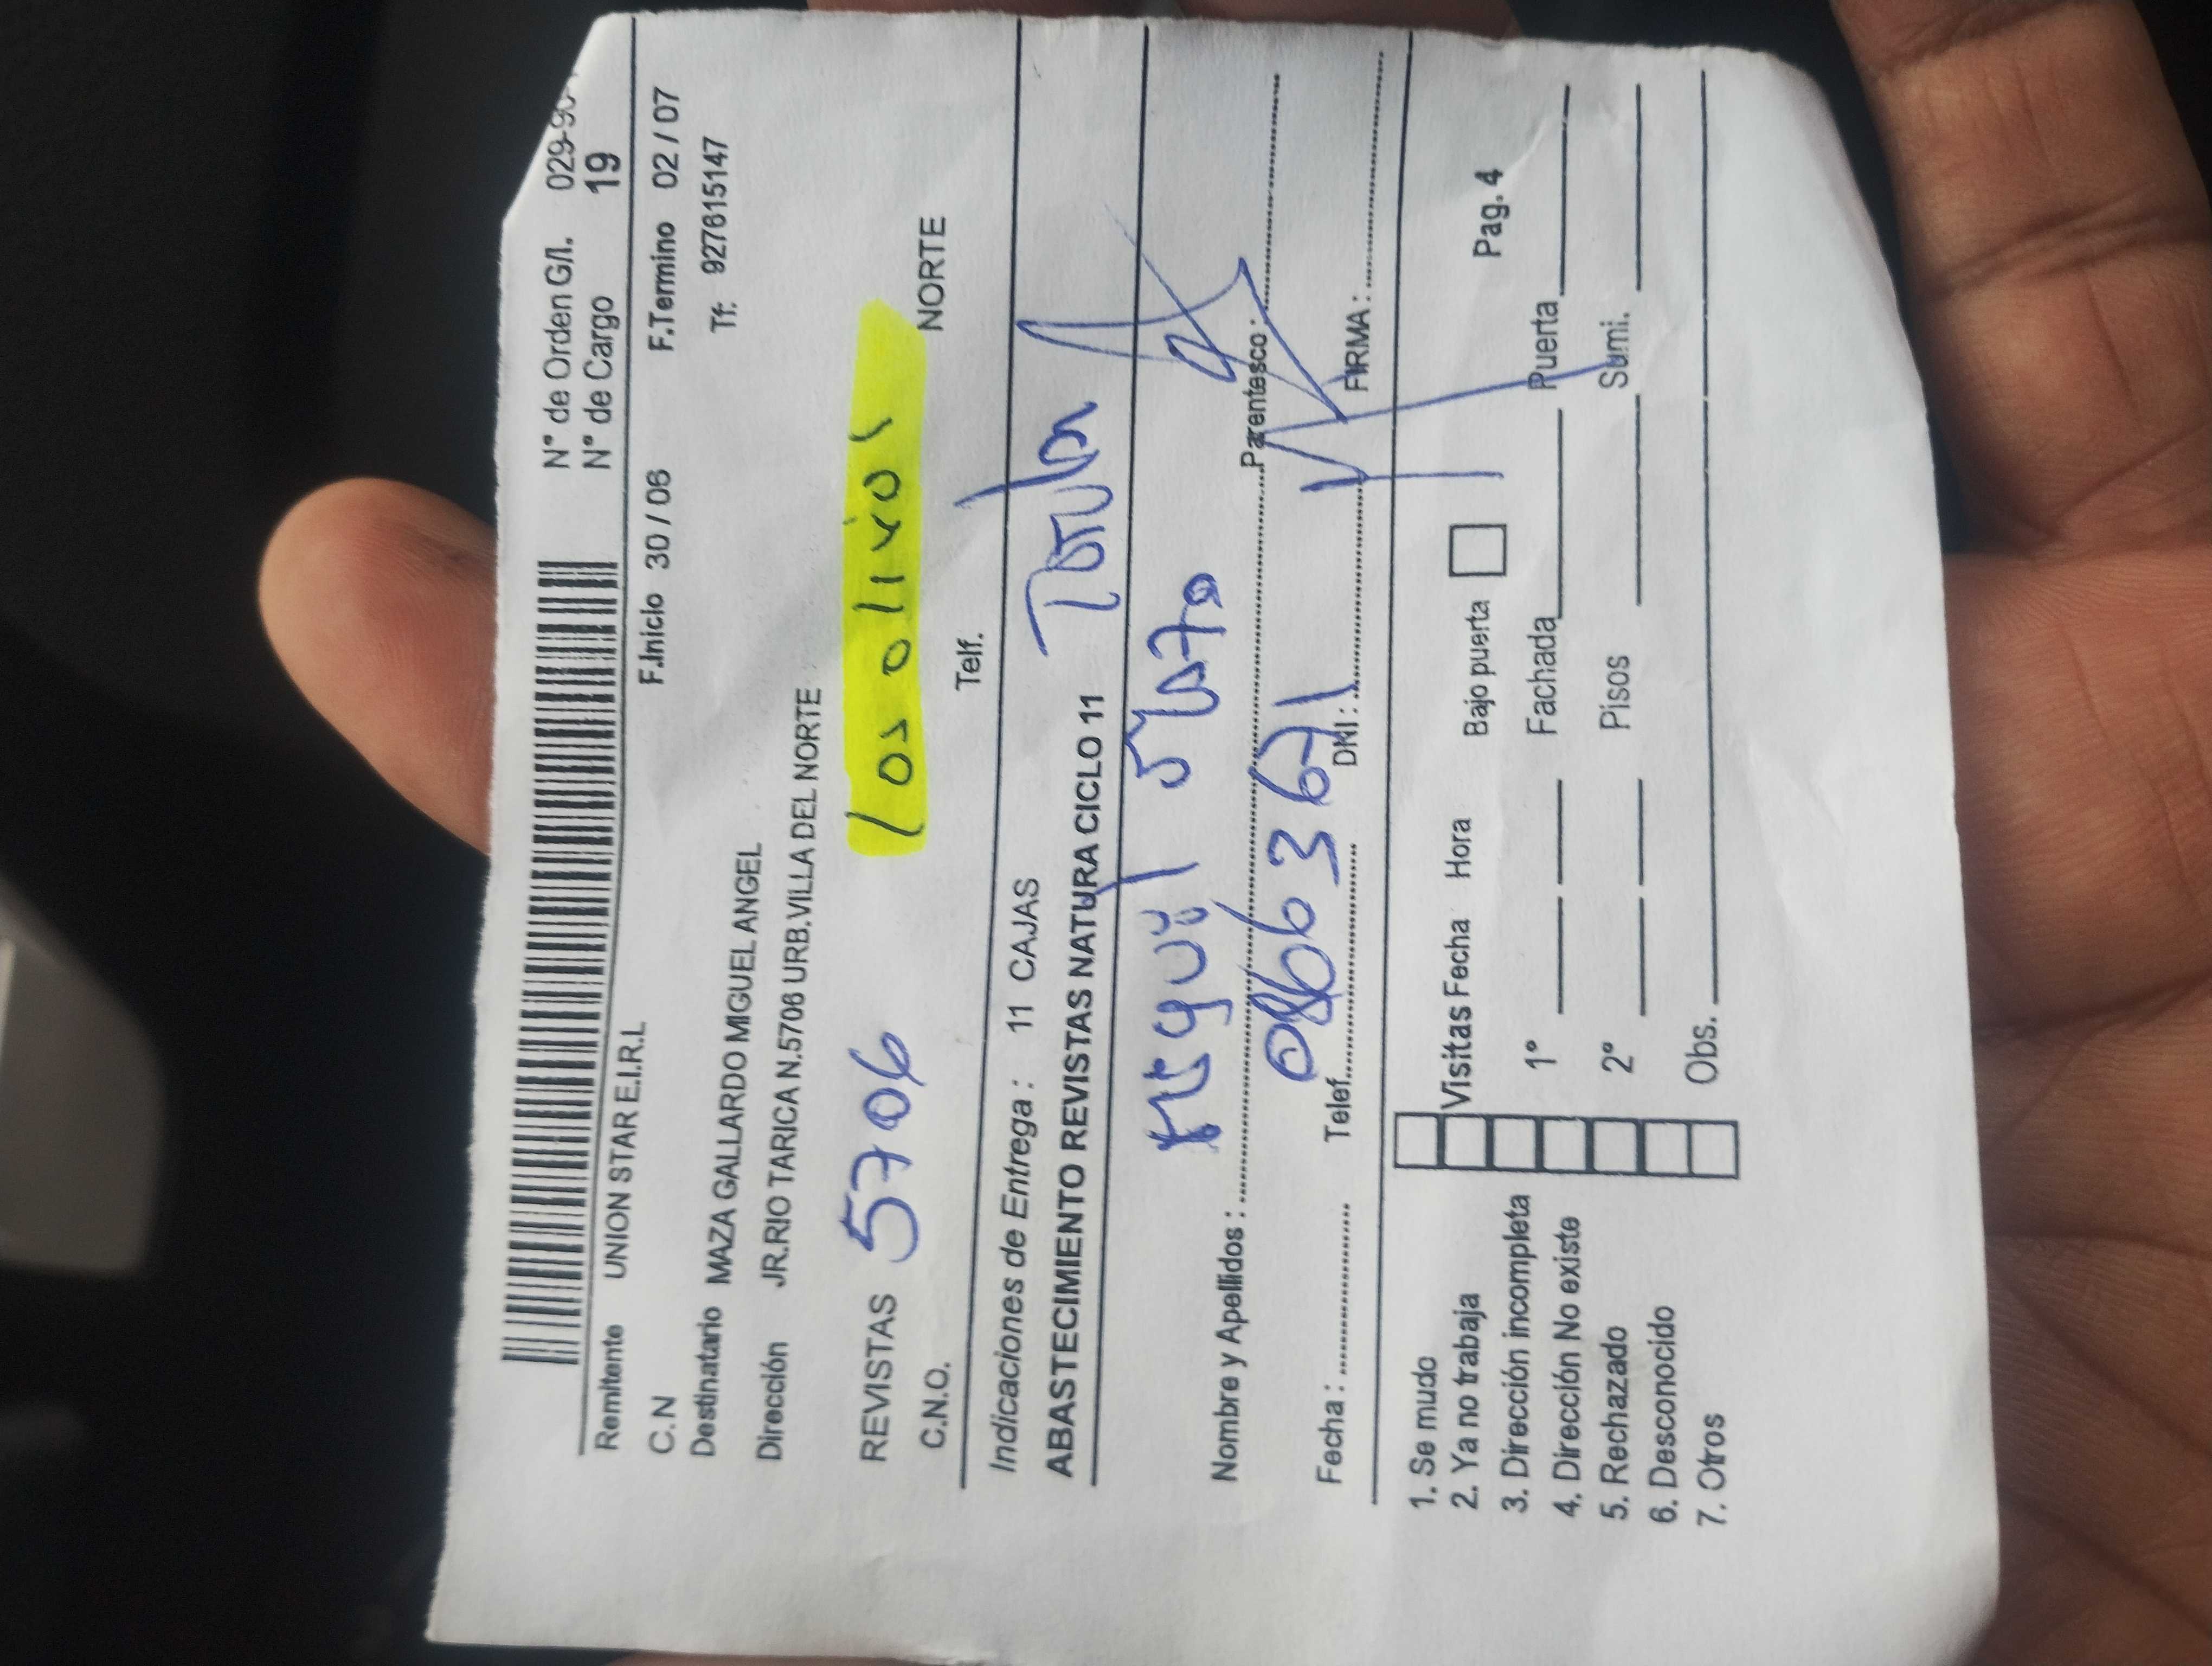 N° de Orden G/I. 029-90-
N° de Cargo 19
Remitente UNION STAR E.I.R.L F.Inicio 30 / 06 F.Termino 02 / 07
C.N Tf: 927615147
Destinatario MAZA GALLARDO MIGUEL ANGEL
Dirección JR.RIO TARICA N.5706 URB.VILLA DEL NORTE
REVISTAS 5706 los olivos
C.N.O. Telf. NORTE
Indicaciones de Entrega : 11 CAJAS
ABASTECIMIENTO REVISTAS NATURA CICLO 11
Nombre y Apellidos : Parentesco :
Fecha : Telef. DNI : FIRMA :
1. Se mudo
2. Ya no trabaja
3. Dirección incompleta
4. Dirección No existe
5. Rechazado
6. Desconocido
7. Otros
Visitas Fecha Hora Bajo puerta Pag. 4
1° Fachada Puerta
2° Pisos Sumi.
Obs.